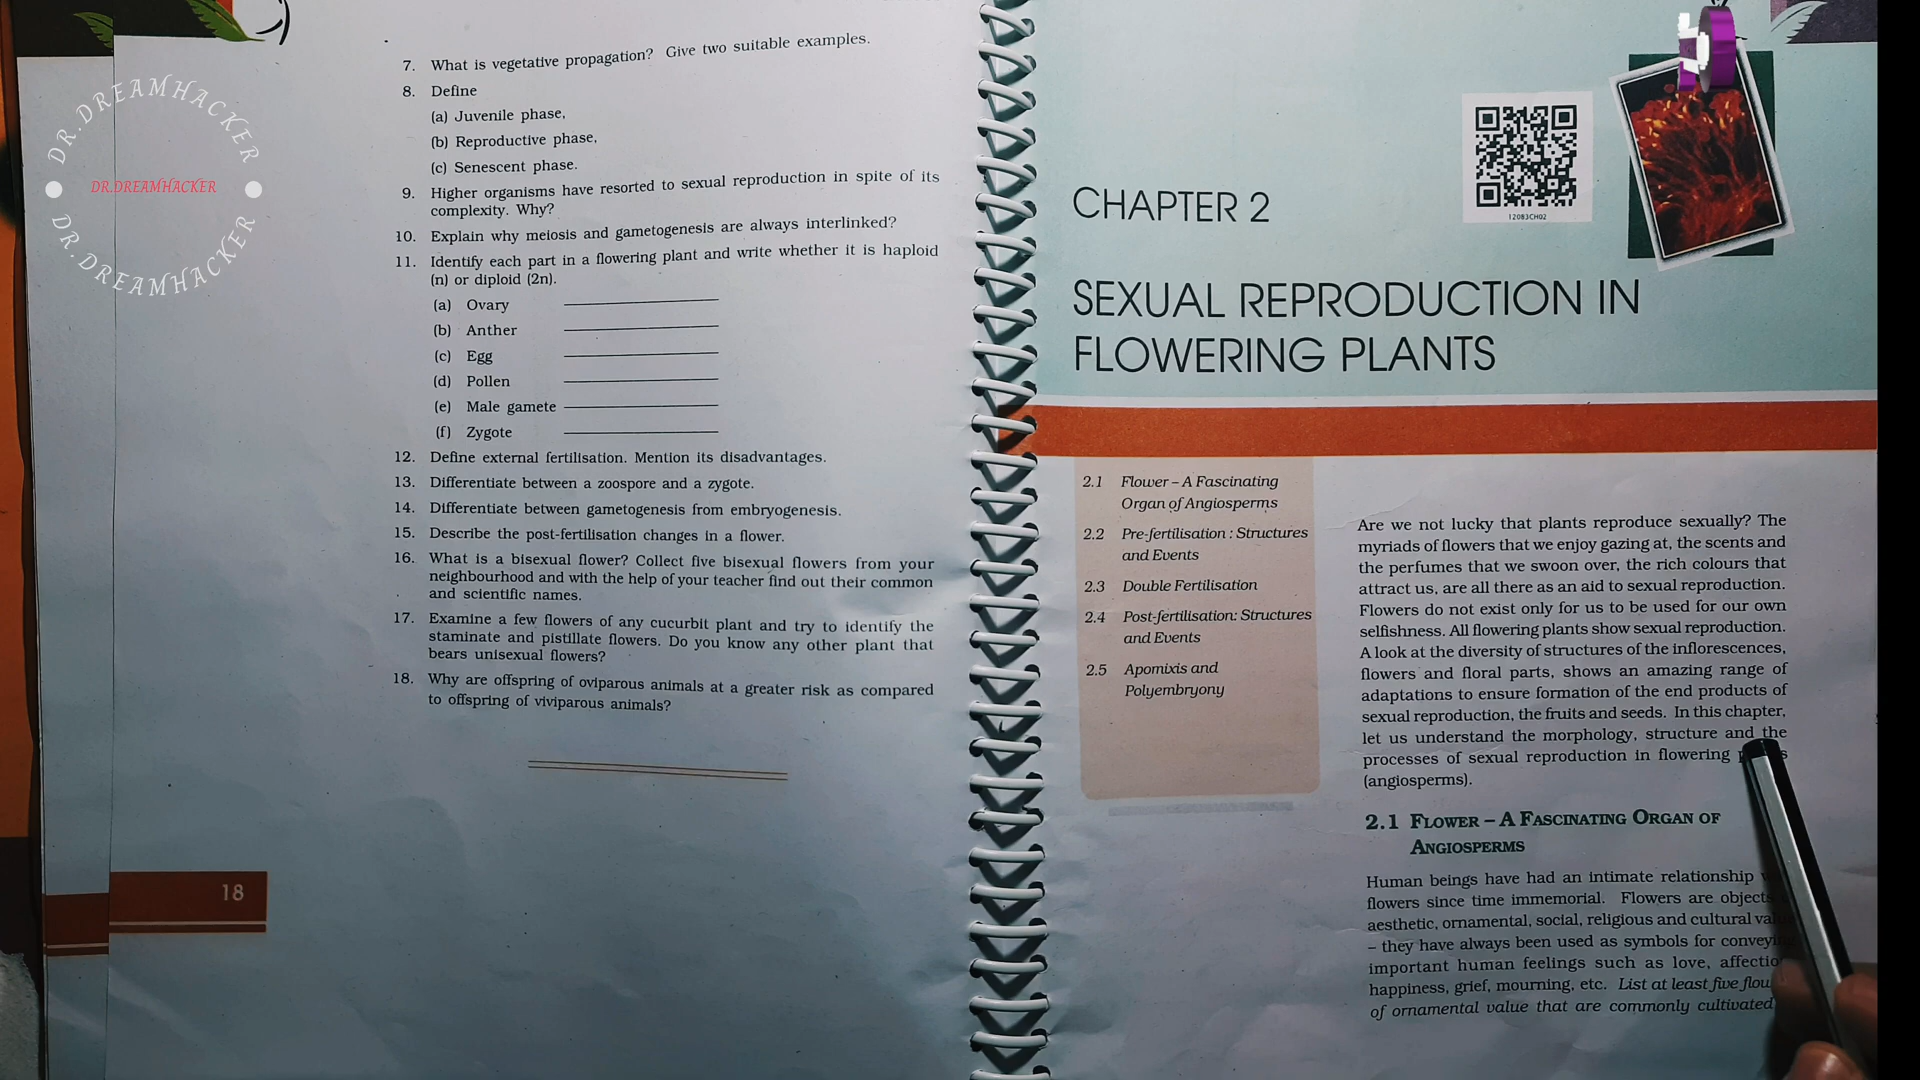 DR.DREAMHACKER
DR.DREAMHACKER
DR.DREAMHACKER
7. What is vegetative propagation? Give two suitable examples.
8. Define
(a) Juvenile phase,
(b) Reproductive phase,
(c) Senescent phase.
9. Higher organisms have resorted to sexual reproduction in spite of its
complexity. Why?
10. Explain why meiosis and gametogenesis are always interlinked?
11. Identify each part in a flowering plant and write whether it is haploid
(n) or diploid (2n).
(a) Ovary
(b) Anther
(c) Egg
(d) Pollen
(e) Male gamete
(f) Zygote
12. Define external fertilisation. Mention its disadvantages.
13. Differentiate between a zoospore and a zygote.
14. Differentiate between gametogenesis from embryogenesis.
15. Describe the post-fertilisation changes in a flower.
16. What is a bisexual flower? Collect five bisexual flowers from your
neighbourhood and with the help of your teacher find out their common
and scientific names.
17. Examine a few flowers of any cucurbit plant and try to identify the
staminate and pistillate flowers. Do you know any other plant that
bears unisexual flowers?
18. Why are offspring of oviparous animals at a greater risk as compared
to offspring of viviparous animals?
18
12083CH02
CHAPTER 2
SEXUAL REPRODUCTION IN
FLOWERING PLANTS
2.1 Flower – A Fascinating
Organ of Angiosperms
2.2 Pre-fertilisation : Structures
and Events
2.3 Double Fertilisation
2.4 Post-fertilisation: Structures
and Events
2.5 Apomixis and
Polyembryony
Are we not lucky that plants reproduce sexually? The
myriads of flowers that we enjoy gazing at, the scents and
the perfumes that we swoon over, the rich colours that
attract us, are all there as an aid to sexual reproduction.
Flowers do not exist only for us to be used for our own
selfishness. All flowering plants show sexual reproduction.
A look at the diversity of structures of the inflorescences,
flowers and floral parts, shows an amazing range of
adaptations to ensure formation of the end products of
sexual reproduction, the fruits and seeds. In this chapter,
let us understand the morphology, structure and the
processes of sexual reproduction in flowering
(angiosperms).
2.1 FLOWER – A FASCINATING ORGAN OF
ANGIOSPERMS
Human beings have had an intimate relationship
flowers since time immemorial. Flowers are objects
aesthetic, ornamental, social, religious and cultural
– they have always been used as symbols for
important human feelings such as love,
happiness, grief, mourning, etc. List at least five
of ornamental value that are commonly cultivated